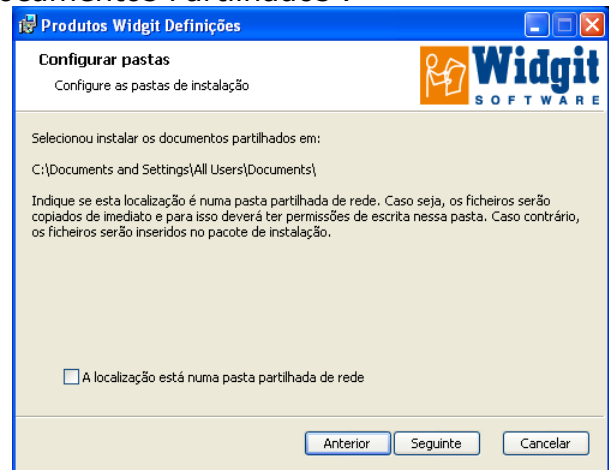 Produtos Widgit Definições
Configurar pastas
Configure as pastas de instalação
Widgit
SOFTWARE
Selecionou instalar os documentos partilhados em:
C:\Documents and Settings\All Users\Documents\
Indique se esta localização é numa pasta partilhada de rede. Caso seja, os ficheiros serão
copiados de imediato e para isso deverá ter permissões de escrita nessa pasta. Caso contrário,
os ficheiros serão inseridos no pacote de instalação.
A localização está numa pasta partilhada de rede
Anterior Seguinte Cancelar